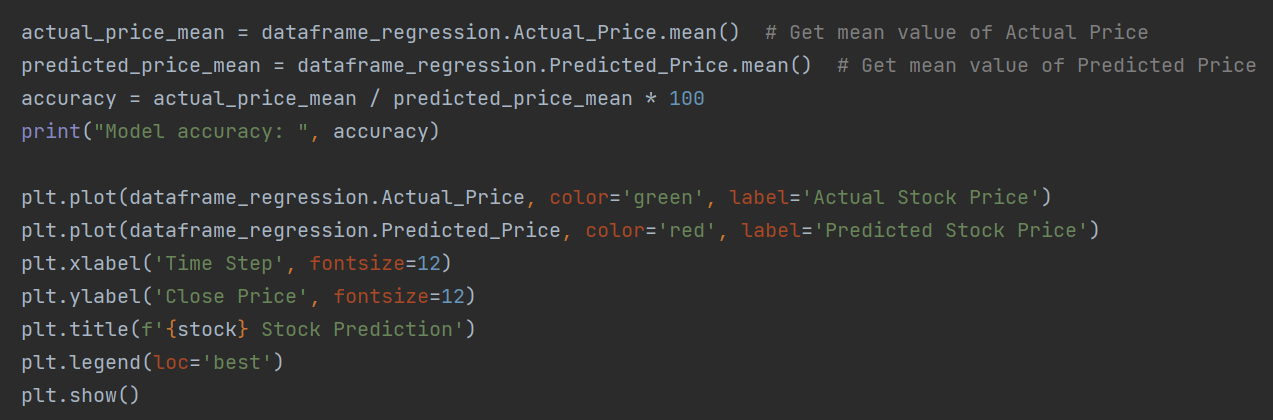 actual_price_mean = dataframe_regression.Actual_Price.mean()  # Get mean value of Actual Price
predicted_price_mean = dataframe_regression.Predicted_Price.mean()  # Get mean value of Predicted Price
accuracy = actual_price_mean / predicted_price_mean * 100
print("Model accuracy: ", accuracy)

plt.plot(dataframe_regression.Actual_Price, color='green', label='Actual Stock Price')
plt.plot(dataframe_regression.Predicted_Price, color='red', label='Predicted Stock Price')
plt.xlabel('Time Step', fontsize=12)
plt.ylabel('Close Price', fontsize=12)
plt.title(f'{stock} Stock Prediction')
plt.legend(loc='best')
plt.show()